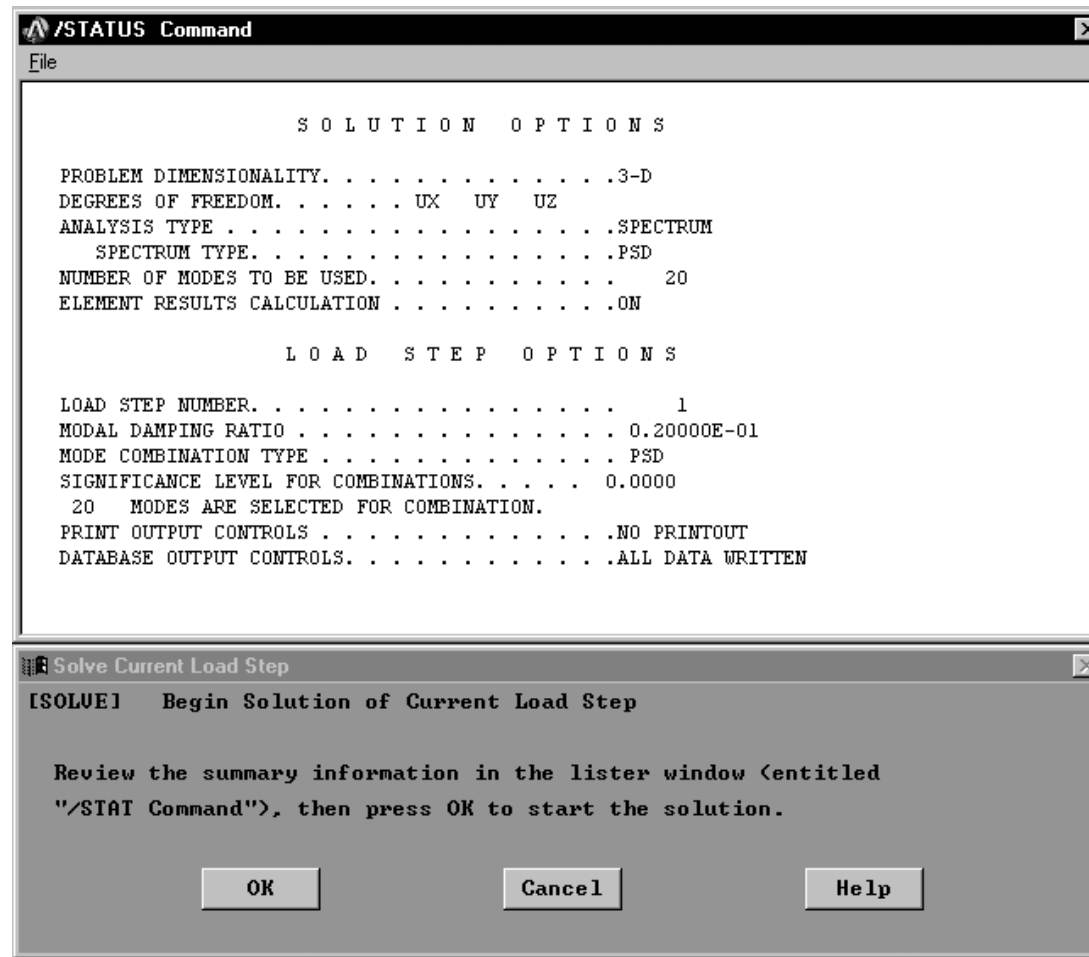 /STATUS Command
File
S O L U T I O N   O P T I O N S
PROBLEM DIMENSIONALITY. . . . . . . . . . . . .3-D
DEGREES OF FREEDOM. . . . . . UX   UY   UZ
ANALYSIS TYPE . . . . . . . . . . . . . . . . .SPECTRUM
SPECTRUM TYPE. . . . . . . . . . . . . . . .PSD
NUMBER OF MODES TO BE USED. . . . . . . . . . .    20
ELEMENT RESULTS CALCULATION . . . . . . . . . .ON
L O A D   S T E P   O P T I O N S
LOAD STEP NUMBER. . . . . . . . . . . . . . . .     1
MODAL DAMPING RATIO . . . . . . . . . . . . . . 0.20000E-01
MODE COMBINATION TYPE . . . . . . . . . . . . . PSD
SIGNIFICANCE LEVEL FOR COMBINATIONS. . . . .  0.0000
20   MODES ARE SELECTED FOR COMBINATION.
PRINT OUTPUT CONTROLS . . . . . . . . . . . . .NO PRINTOUT
DATABASE OUTPUT CONTROLS. . . . . . . . . . . .ALL DATA WRITTEN
Solve Current Load Step
[SOLVE]   Begin Solution of Current Load Step
Review the summary information in the lister window (entitled
"/STAT Command"), then press OK to start the solution.
OK   Cancel   Help